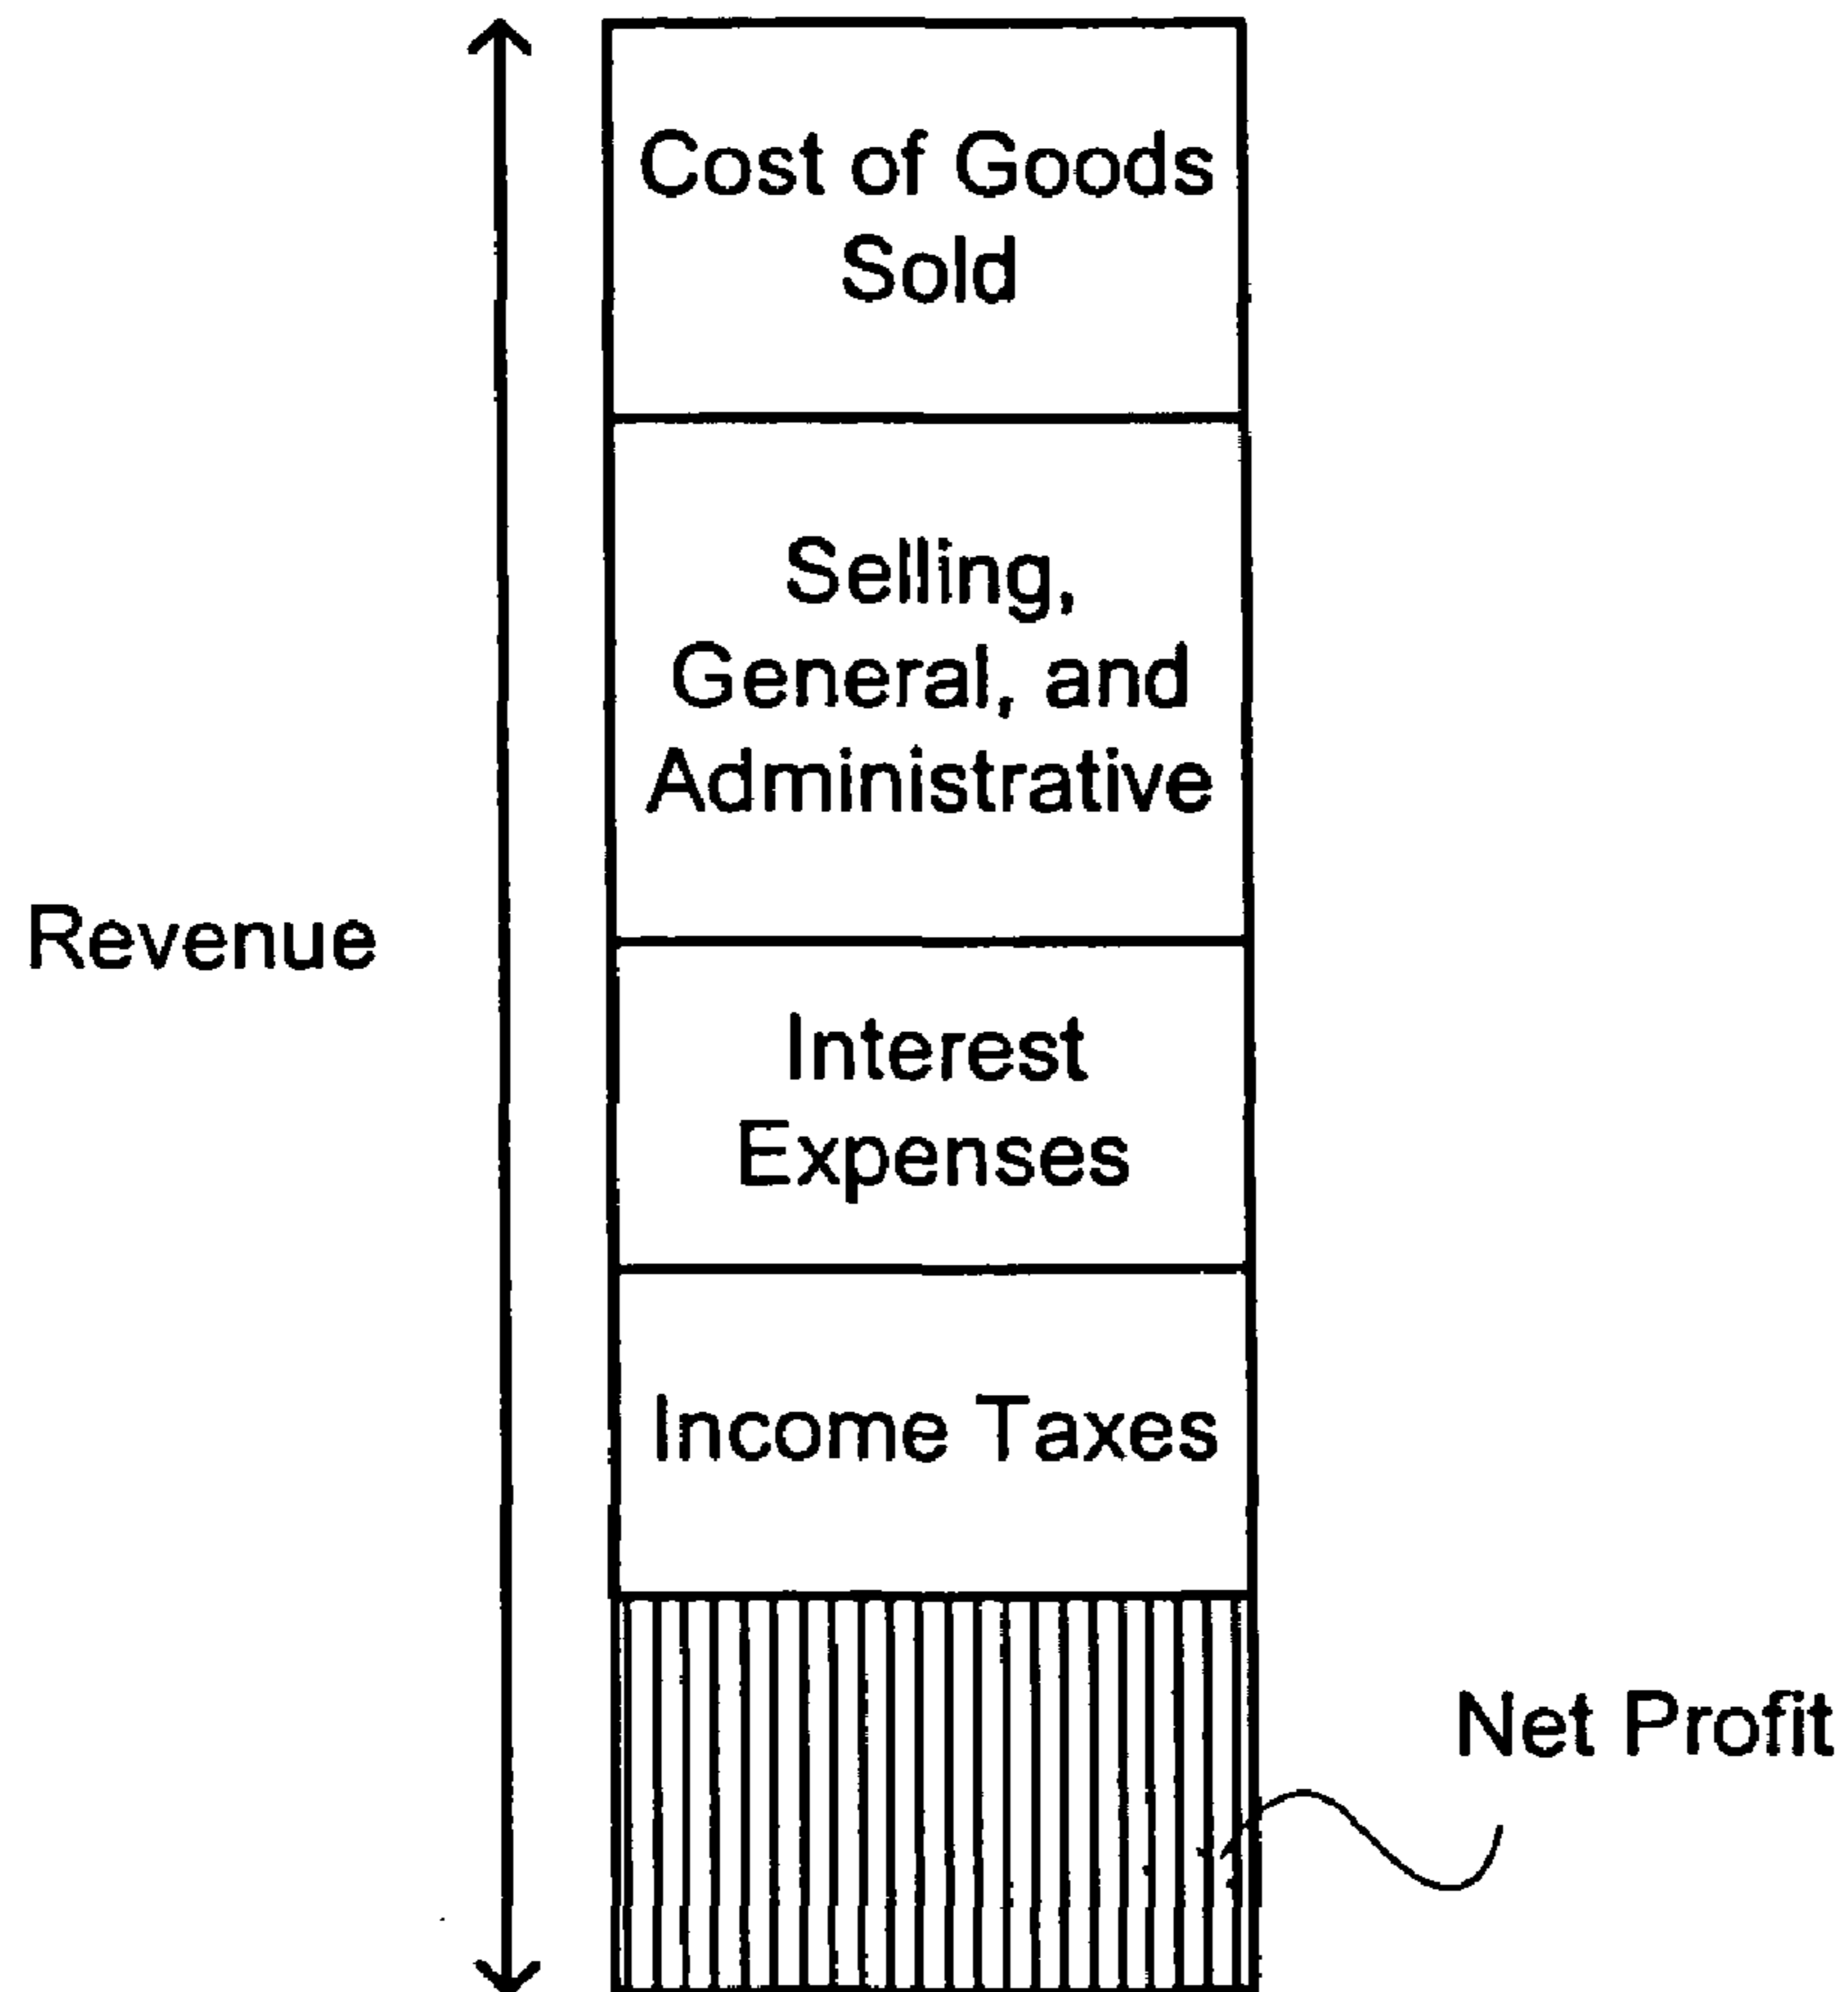 Cost of Goods
Sold
Selling,
General, and
Administrative
Revenue
Interest
Expenses
Income Taxes
Net Profit